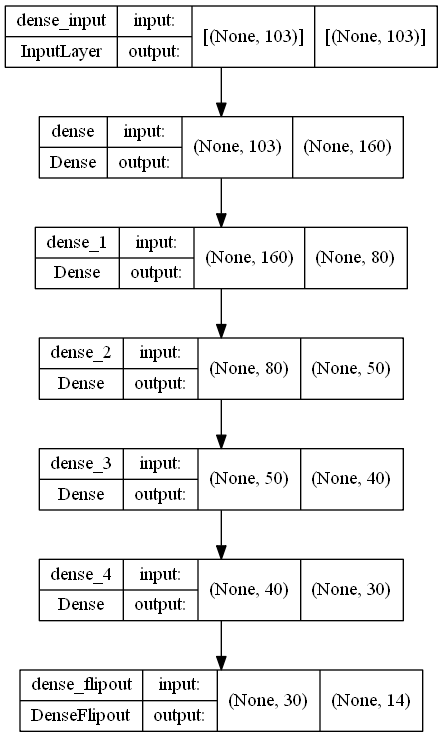 dense_input input: [(None, 103)] [(None, 103)]
InputLayer output:
dense input: (None, 103) (None, 160)
Dense output:
dense_1 input: (None, 160) (None, 80)
Dense output:
dense_2 input: (None, 80) (None, 50)
Dense output:
dense_3 input: (None, 50) (None, 40)
Dense output:
dense_4 input: (None, 40) (None, 30)
Dense output:
dense_flipout input: (None, 30) (None, 14)
DenseFlipout output: